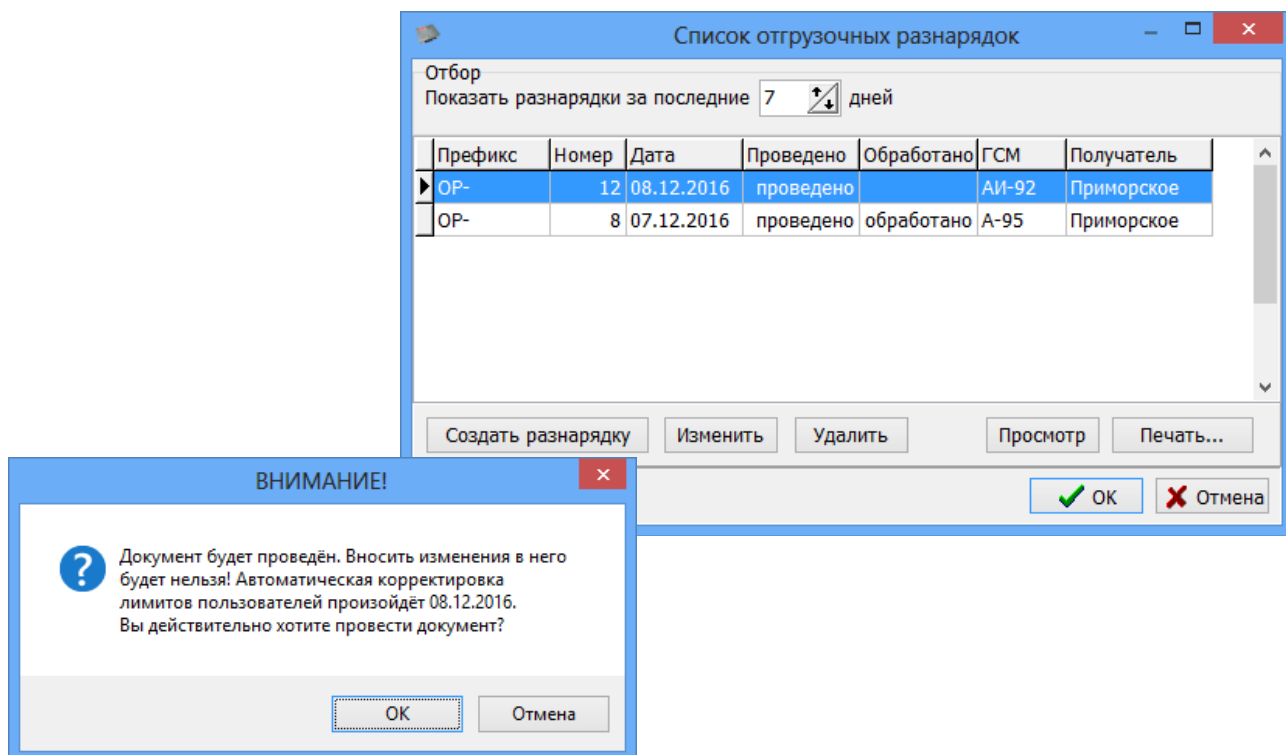 Список отгрузочных разнарядок
Отбор
Показать разнарядки за последние 7 дней
Префикс Номер Дата Проведено Обработано ГСМ Получатель
ОР- 12 08.12.2016 проведено АИ-92 Приморское
ОР- 8 07.12.2016 проведено обработано А-95 Приморское
Создать разнарядку Изменить Удалить Просмотр Печать...
ОК Отмена
ВНИМАНИЕ!
Документ будет проведён. Вносить изменения в него
будет нельзя! Автоматическая корректировка
лимитов пользователей произойдёт 08.12.2016.
Вы действительно хотите провести документ?
ОК Отмена